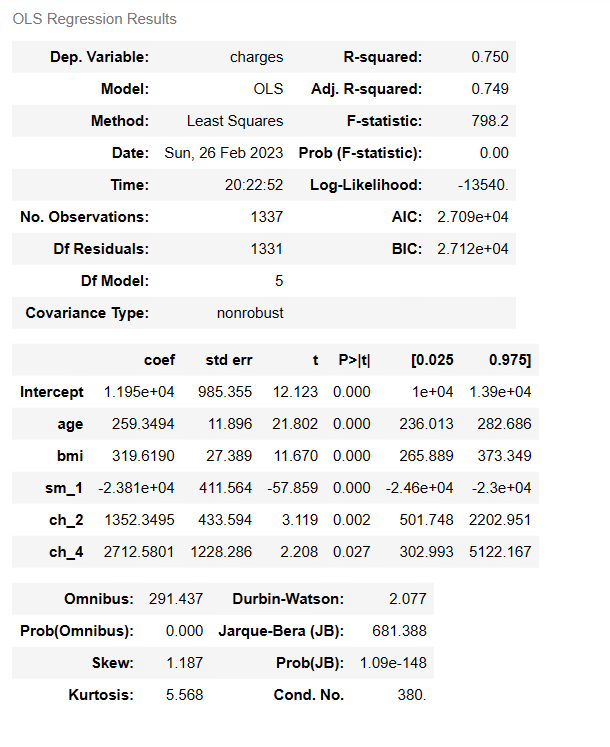 OLS Regression Results
Dep. Variable: charges R-squared: 0.750
Model: OLS Adj. R-squared: 0.749
Method: Least Squares F-statistic: 798.2
Date: Sun, 26 Feb 2023 Prob (F-statistic): 0.00
Time: 20:22:52 Log-Likelihood: -13540.
No. Observations: 1337 AIC: 2.709e+04
Df Residuals: 1331 BIC: 2.712e+04
Df Model: 5
Covariance Type: nonrobust
coef std err t P>|t| [0.025 0.975]
Intercept 1.195e+04 985.355 12.123 0.000 1e+04 1.39e+04
age 259.3494 11.896 21.802 0.000 236.013 282.686
bmi 319.6190 27.389 11.670 0.000 265.889 373.349
sm_1 -2.381e+04 411.564 -57.859 0.000 -2.46e+04 -2.3e+04
ch_2 1352.3495 433.594 3.119 0.002 501.748 2202.951
ch_4 2712.5801 1228.286 2.208 0.027 302.993 5122.167
Omnibus: 291.437 Durbin-Watson: 2.077
Prob(Omnibus): 0.000 Jarque-Bera (JB): 681.388
Skew: 1.187 Prob(JB): 1.09e-148
Kurtosis: 5.568 Cond. No. 380.